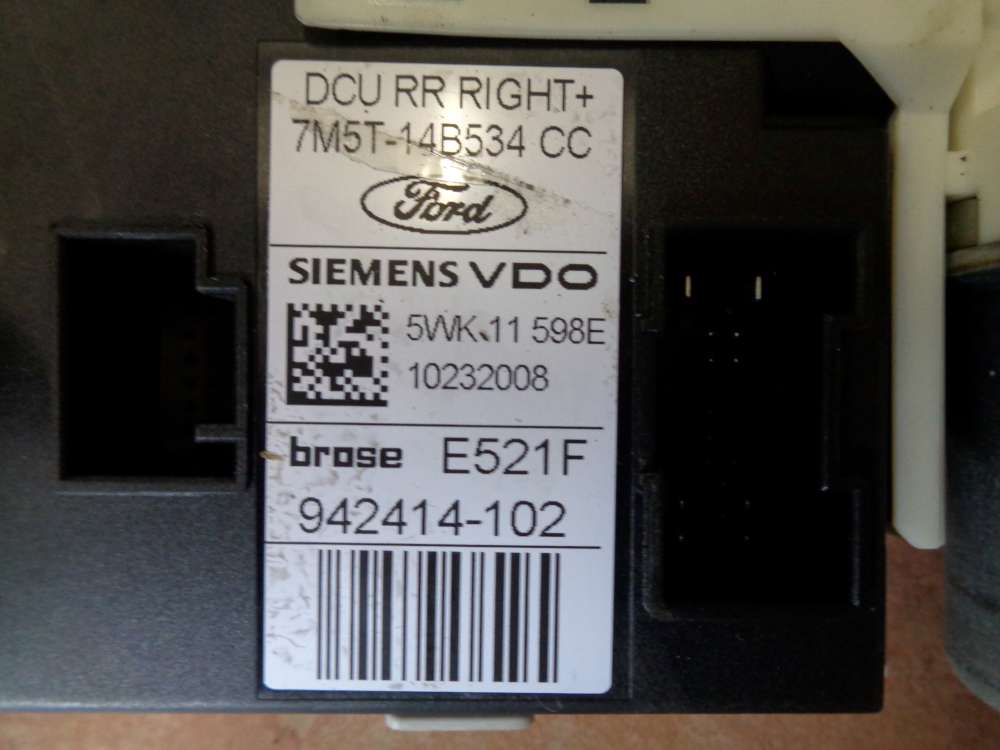 DCU RR RIGHT+
7M5T-14B534 CC
Ford
SIEMENS VDO
5WK 11 598E
10232008
brose E521F
942414-102